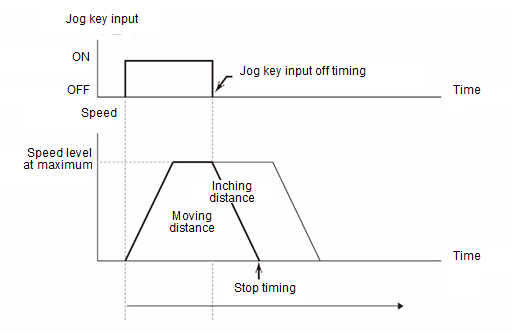 Jog key input
ON
Jog key input off timing
OFF
Time
Speed
Speed level
at maximum
Inching
distance
Moving
distance
Time
Stop timing